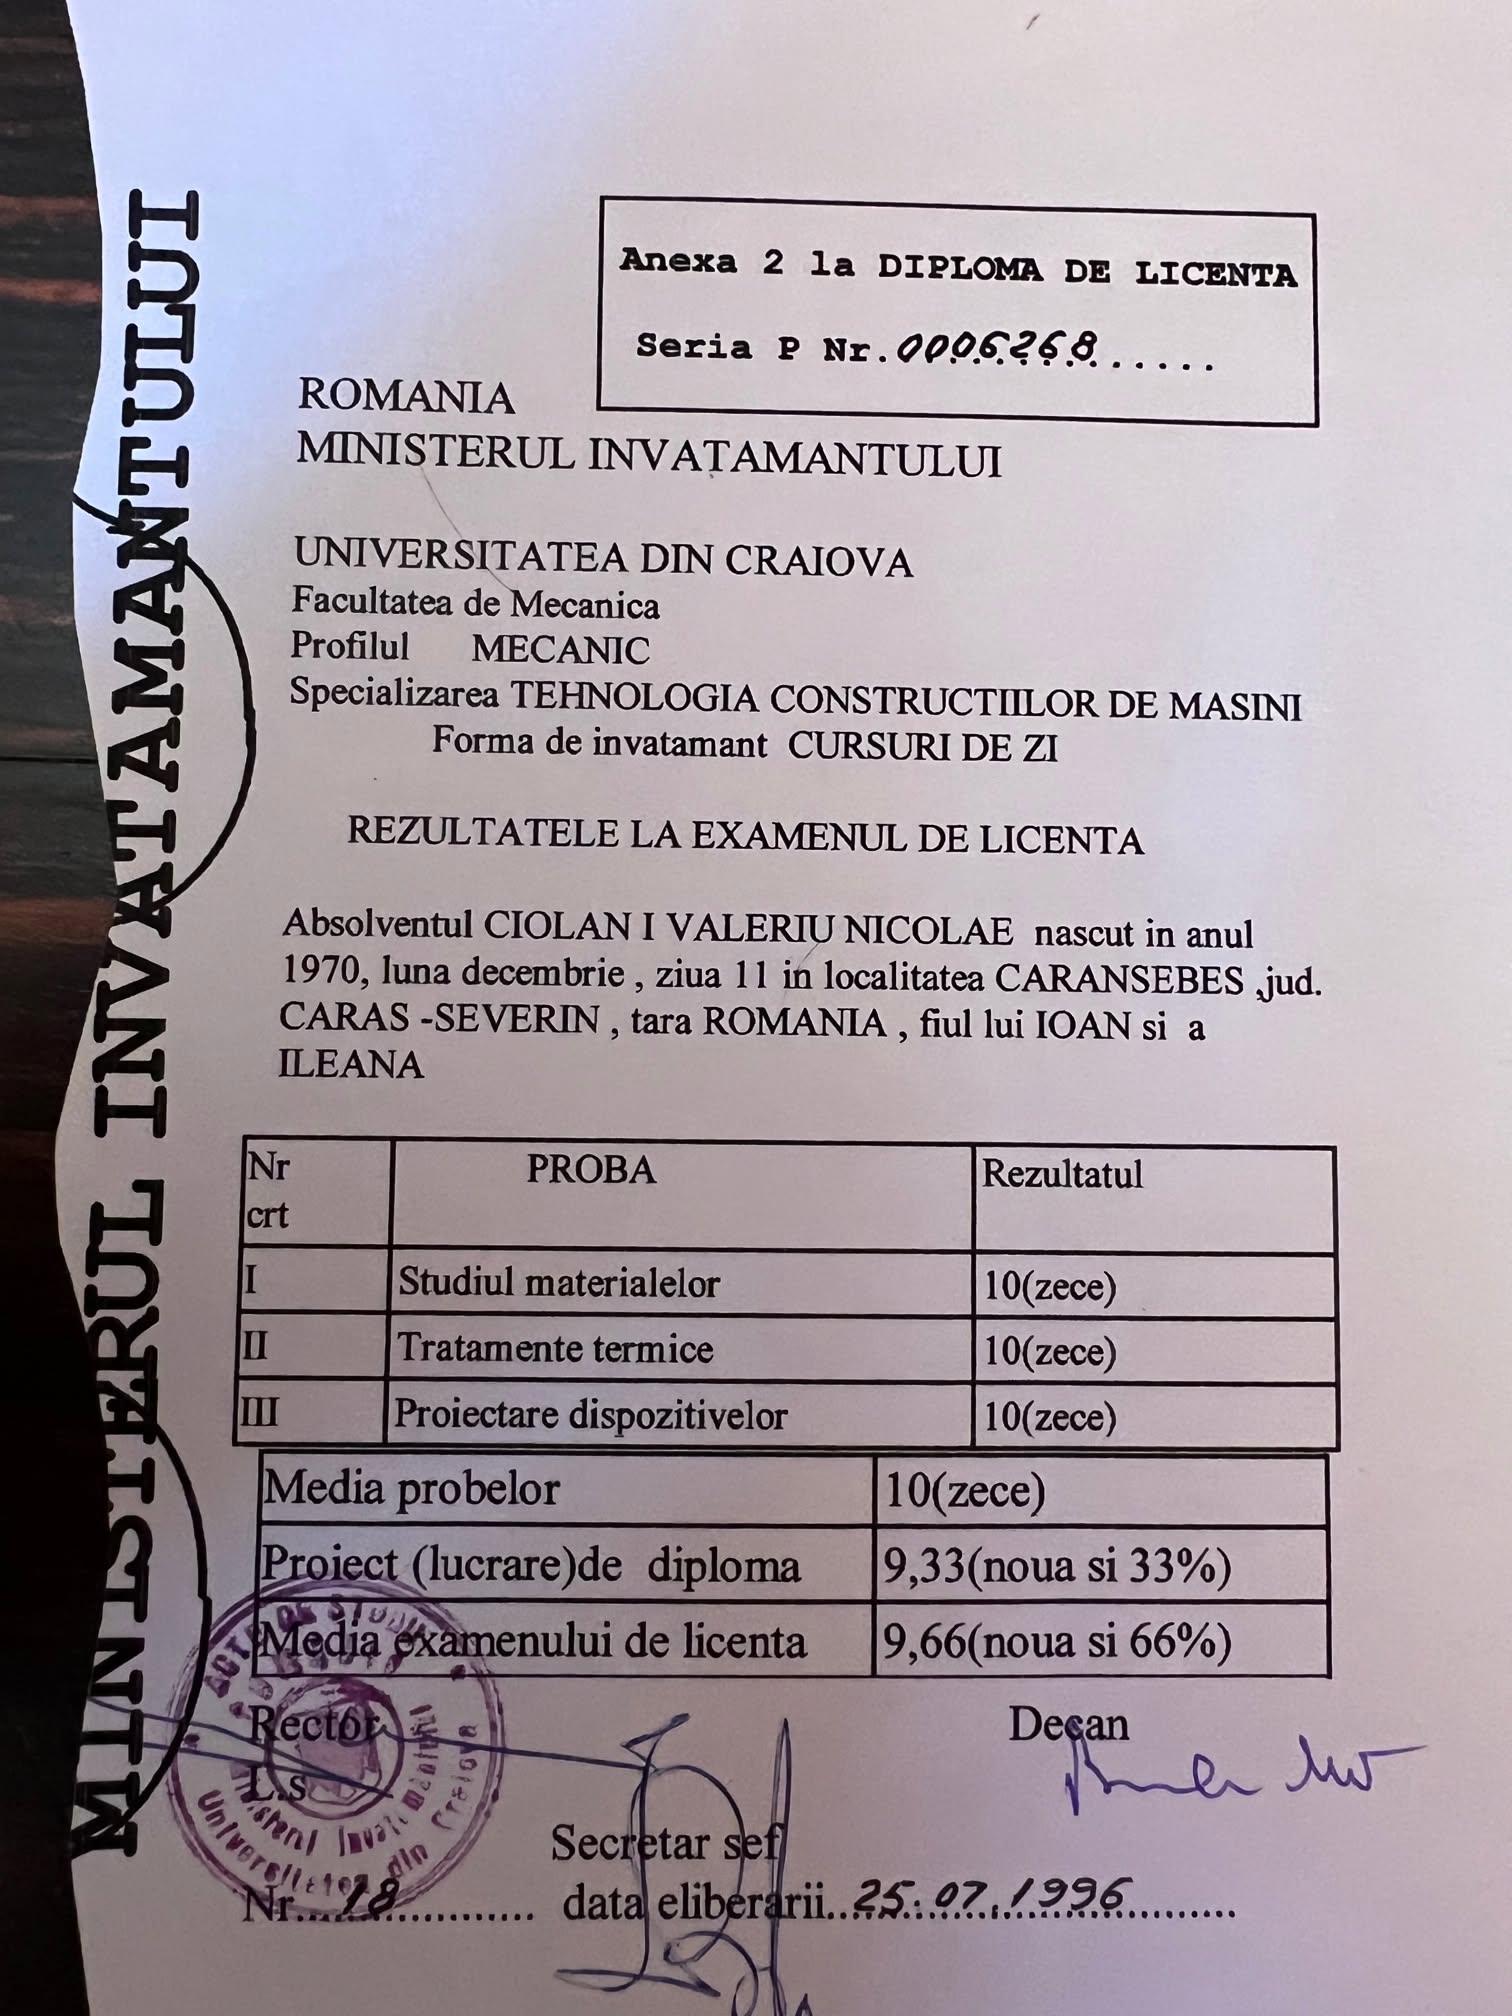 MINISTERUL INVATAMANTULUI
Anexa 2 la DIPLOMA DE LICENTA
Seria P Nr.0006268......
ROMANIA
MINISTERUL INVATAMANTULUI
UNIVERSITATEA DIN CRAIOVA
Facultatea de Mecanica
Profilul MECANIC
Specializarea TEHNOLOGIA CONSTRUCTIILOR DE MASINI
Forma de invatamant CURSURI DE ZI
REZULTATELE LA EXAMENUL DE LICENTA
Absolventul CIOLAN I VALERIU NICOLAE nascut in anul
1970, luna decembrie , ziua 11 in localitatea CARANSEBES ,jud.
CARAS -SEVERIN , tara ROMANIA , fiul lui IOAN si a
ILEANA
Nr crt PROBA Rezultatul
I Studiul materialelor 10(zece)
II Tratamente termice 10(zece)
III Proiectare dispozitivelor 10(zece)
Media probelor 10(zece)
Proiect (lucrare)de diploma 9,33(noua si 33%)
Media examenului de licenta 9,66(noua si 66%)
Rector Decan
L.s
Universitatea din Craiova
Secretar sef
Nr....18.............. data eliberarii..25.07.1996..........